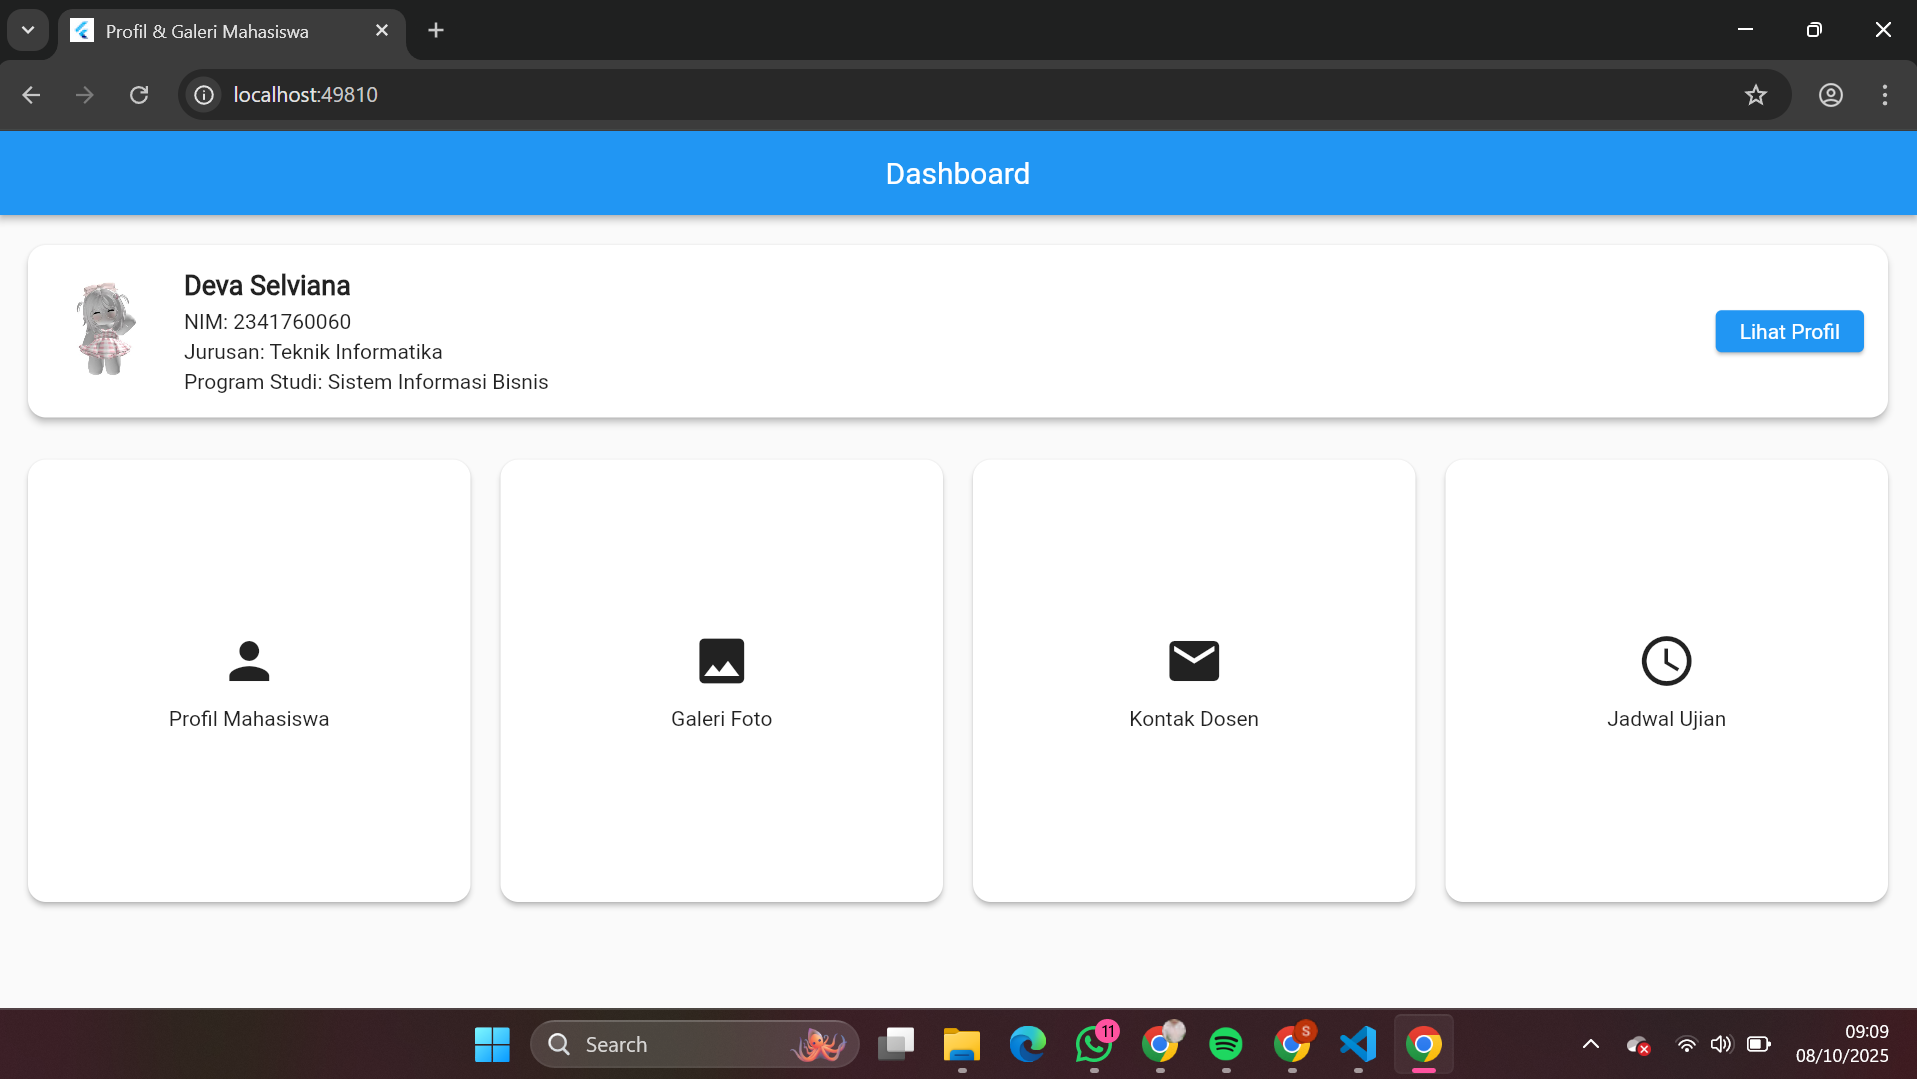 Profil & Galeri Mahasiswa
localhost:49810
Dashboard
Deva Selviana
NIM: 2341760060
Jurusan: Teknik Informatika
Program Studi: Sistem Informasi Bisnis
Lihat Profil
Profil Mahasiswa
Galeri Foto
Kontak Dosen
Jadwal Ujian
Search
11
S
09:09
08/10/2025